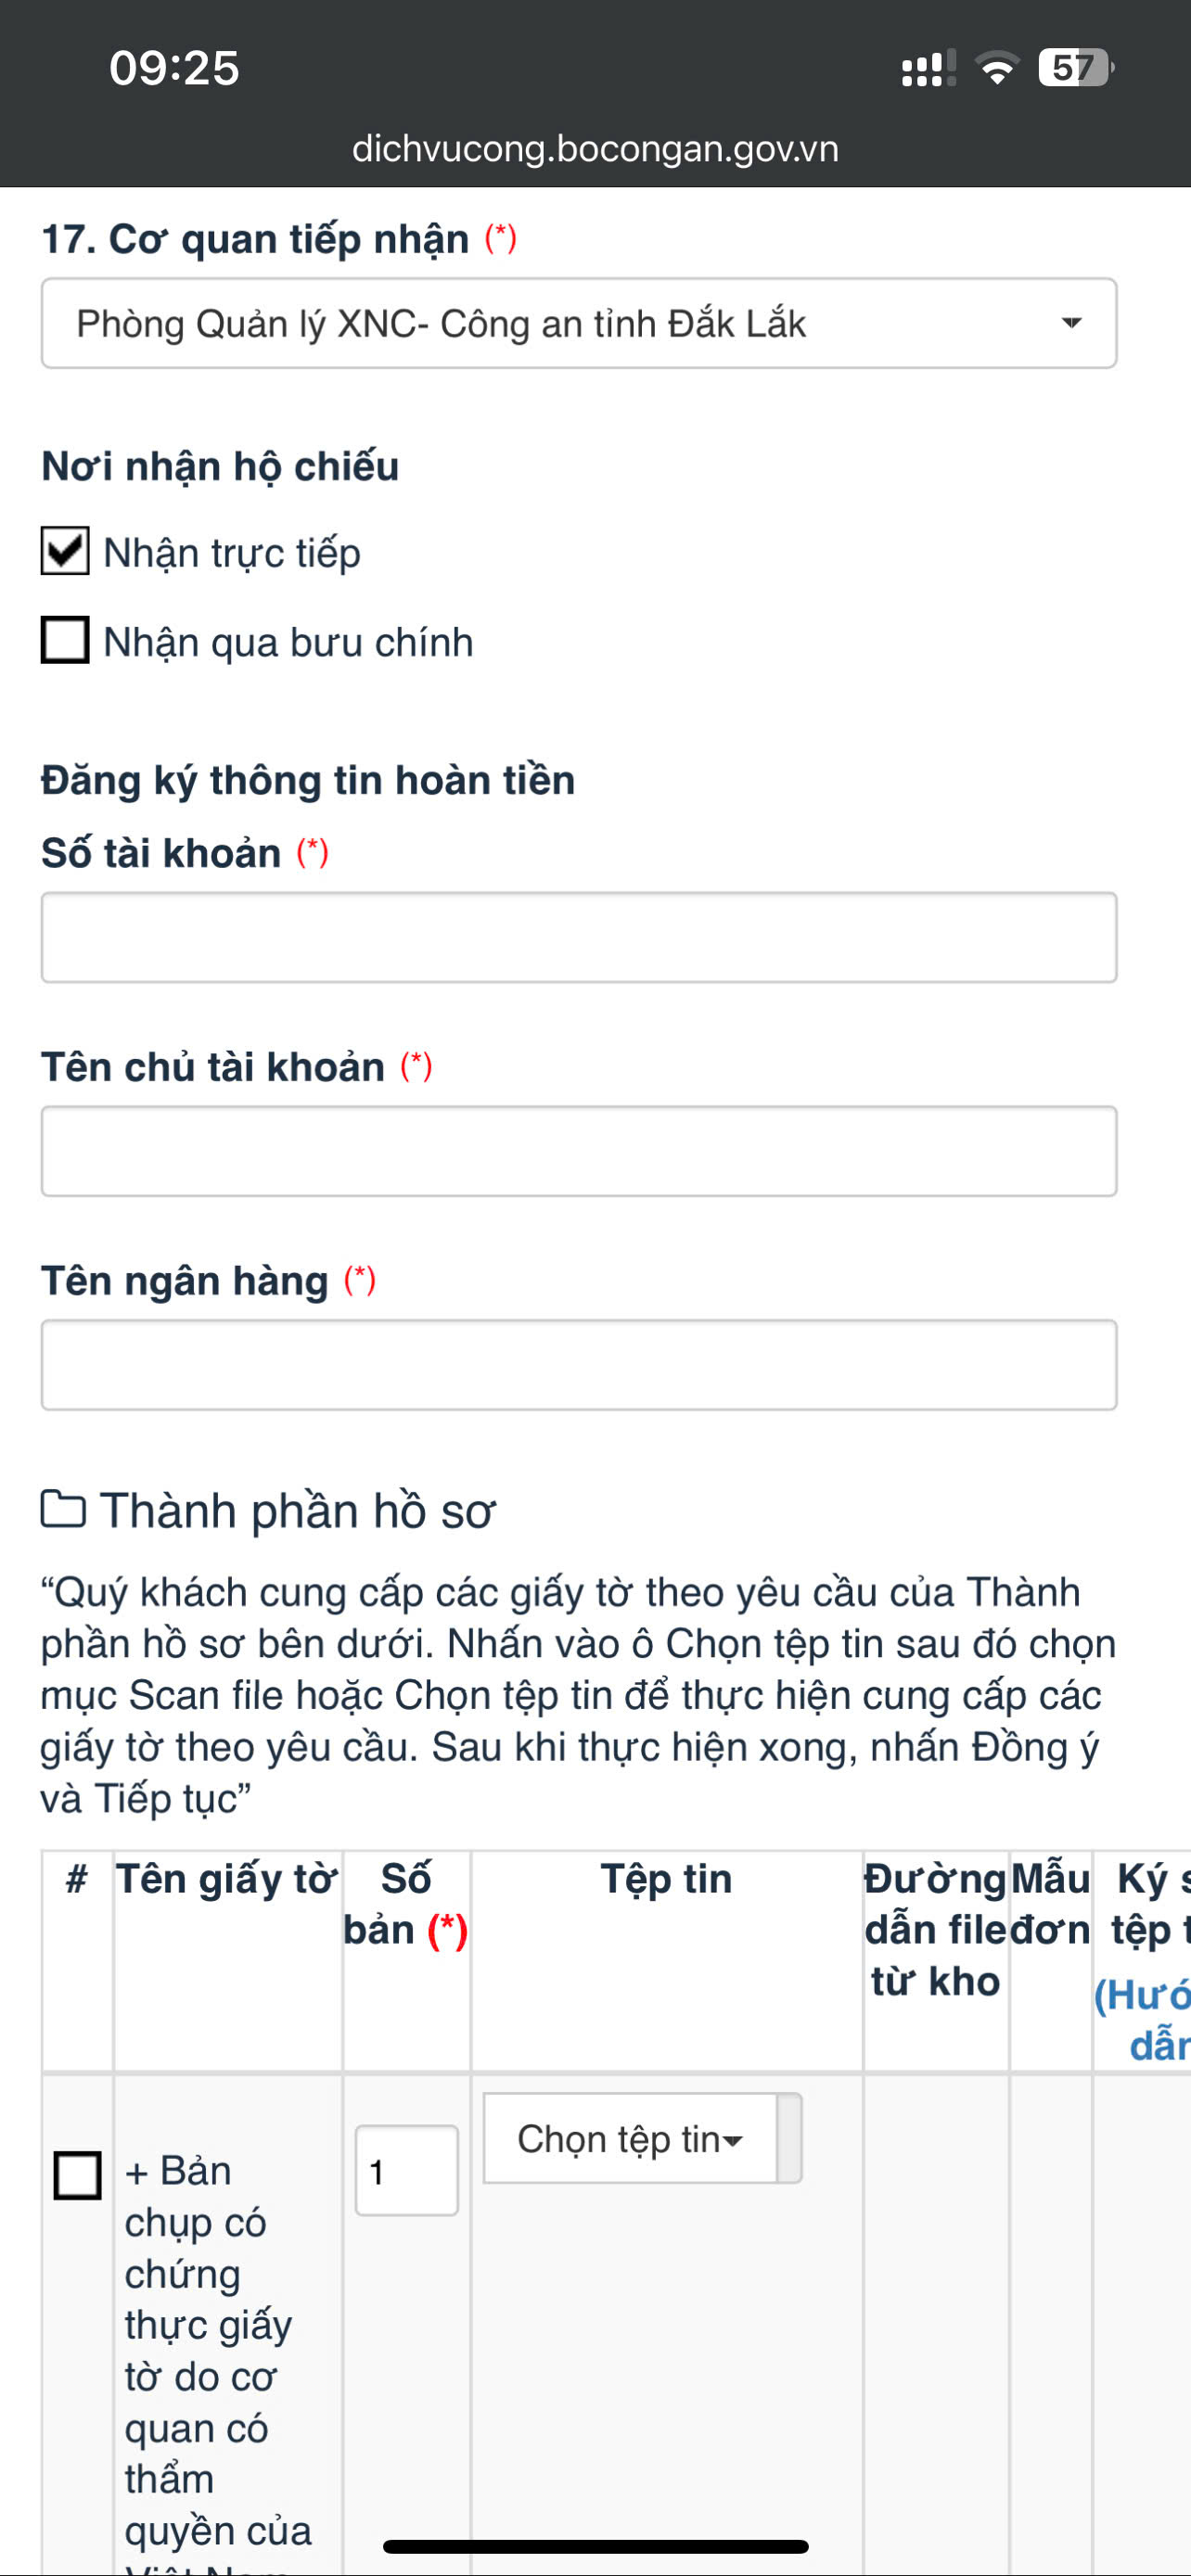 09:25
57
dichvucong.bocongan.gov.vn
17. Cơ quan tiếp nhận (*)
Phòng Quản lý XNC- Công an tỉnh Đắk Lắk
Nơi nhận hộ chiếu
Nhận trực tiếp
Nhận qua bưu chính
Đăng ký thông tin hoàn tiền
Số tài khoản (*)
Tên chủ tài khoản (*)
Tên ngân hàng (*)
Thành phần hồ sơ
“Quý khách cung cấp các giấy tờ theo yêu cầu của Thành
phần hồ sơ bên dưới. Nhấn vào ô Chọn tệp tin sau đó chọn
mục Scan file hoặc Chọn tệp tin để thực hiện cung cấp các
giấy tờ theo yêu cầu. Sau khi thực hiện xong, nhấn Đồng ý
và Tiếp tục”
# Tên giấy tờ Số Tệp tin Đường Mẫu Ký
bản (*) dẫn file đơn tệp
từ kho
(Hướ
dẫn
Chọn tệp tin
+ Bản 1
chụp có
chứng
thực giấy
tờ do cơ
quan có
thẩm
quyền của
Việt Nam